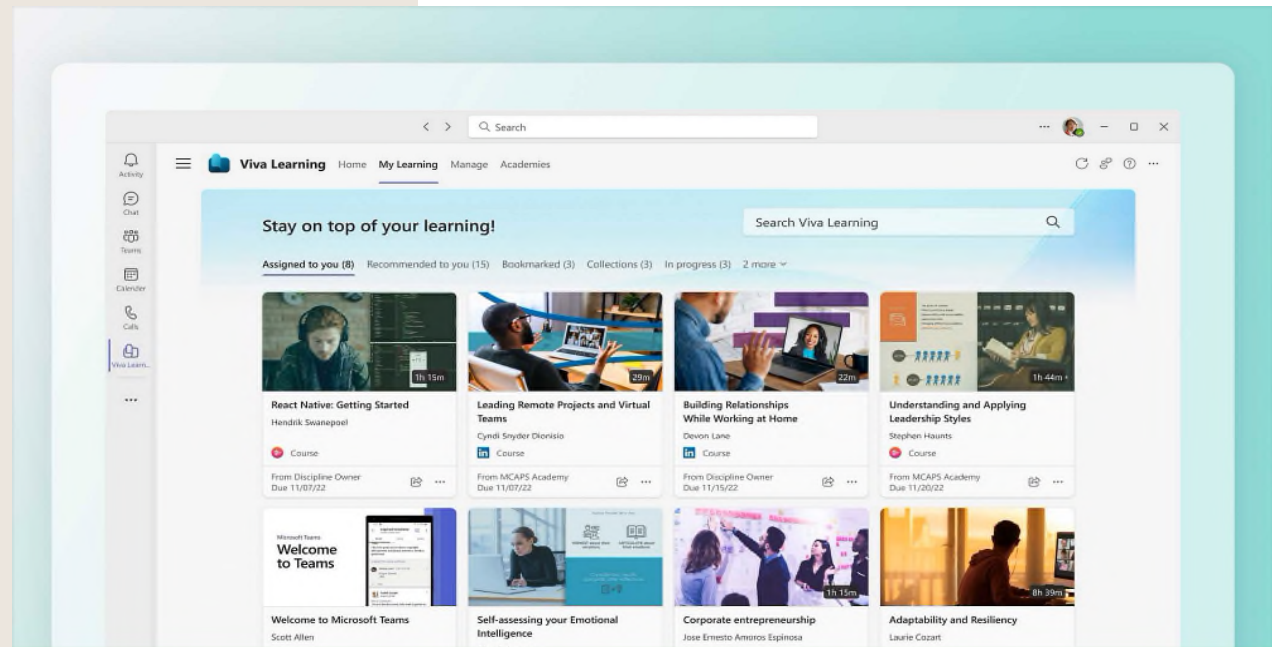 Search
Activity
Chat
Teams
Calender
Calls
Viva Learn...
Viva Learning Home My Learning Manage Academies
Stay on top of your learning!
Search Viva Learning
Assigned to you (8) Recommended to you (15) Bookmarked (3) Collections (3) In progress (3) 2 more
1h 15m
29m
22m
1h 44m
React Native: Getting Started
Hendrik Swanepoel
Course
From Discipline Owner
Due 11/07/22
Leading Remote Projects and Virtual
Teams
Cyndi Snyder Dionisio
in Course
From MCAPS Academy
Due 11/07/22
Building Relationships
While Working at Home
Devon Lane
in Course
From Discipline Owner
Due 11/15/22
Understanding and Applying
Leadership Styles
Stephen Haunts
Course
From MCAPS Academy
Due 11/20/22
Microsoft Teams
Welcome
to Teams
Welcome to Microsoft Teams
Scott Allen
Self-assessing your Emotional
Intelligence
1h 15m
Corporate entrepreneurship
Jose Ernesto Amoros Espinosa
8h 39m
Adaptability and Resiliency
Laurie Cozart